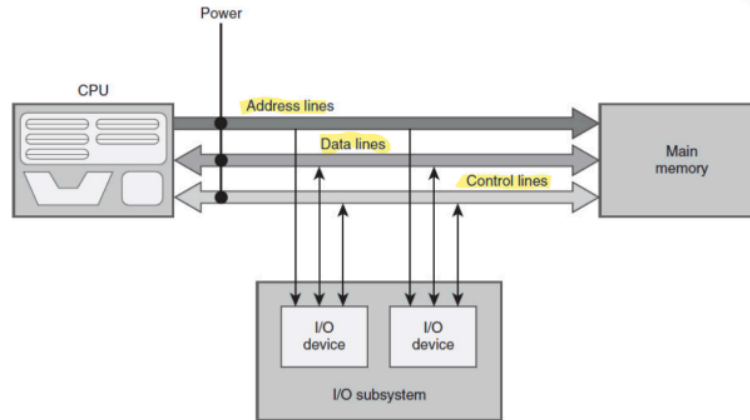 Power
CPU
Address lines
Data lines
Control lines
Main
memory
I/O
device
I/O
device
I/O subsystem